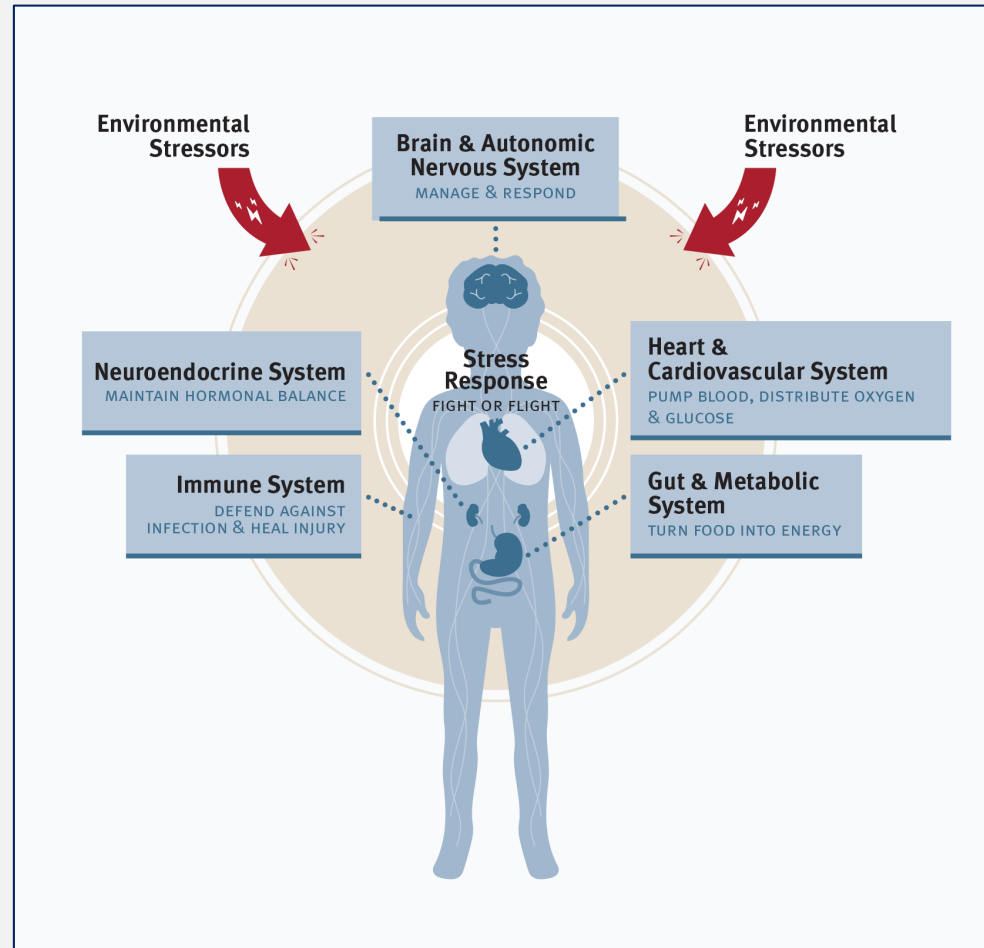 Environmental
Stressors
Brain & Autonomic
Nervous System
MANAGE & RESPOND
Environmental
Stressors
Neuroendocrine System
MAINTAIN HORMONAL BALANCE
Stress
Response
FIGHT OR FLIGHT
Heart &
Cardiovascular System
PUMP BLOOD, DISTRIBUTE OXYGEN
& GLUCOSE
Immune System
DEFEND AGAINST
INFECTION & HEAL INJURY
Gut & Metabolic
System
TURN FOOD INTO ENERGY